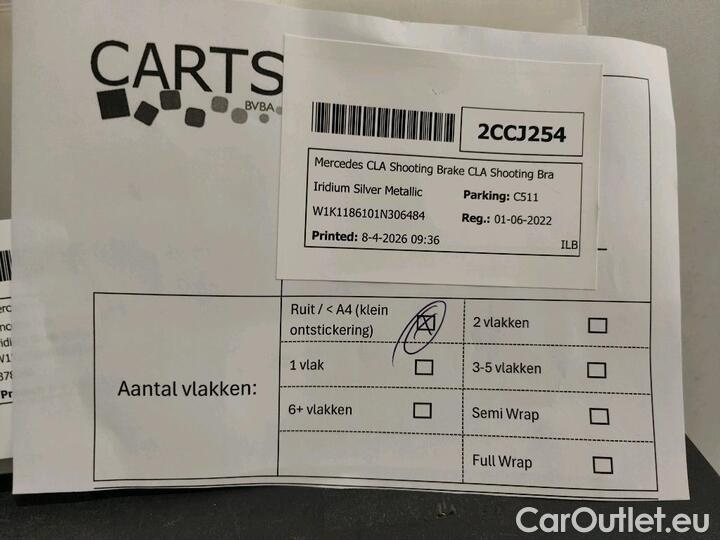 CARTS
BVBA
2CCJ254
Mercedes CLA Shooting Brake CLA Shooting Bra
Iridium Silver Metallic
Parking: C511
W1K1186101N306484
Reg.: 01-06-2022
Printed: 8-4-2026 09:36
ILB
Aantal vlakken:
Ruit / < A4 (klein
ontstickering)
2 vlakken
1 vlak
3-5 vlakken
6+ vlakken
Semi Wrap
Full Wrap
CarOutlet.eu